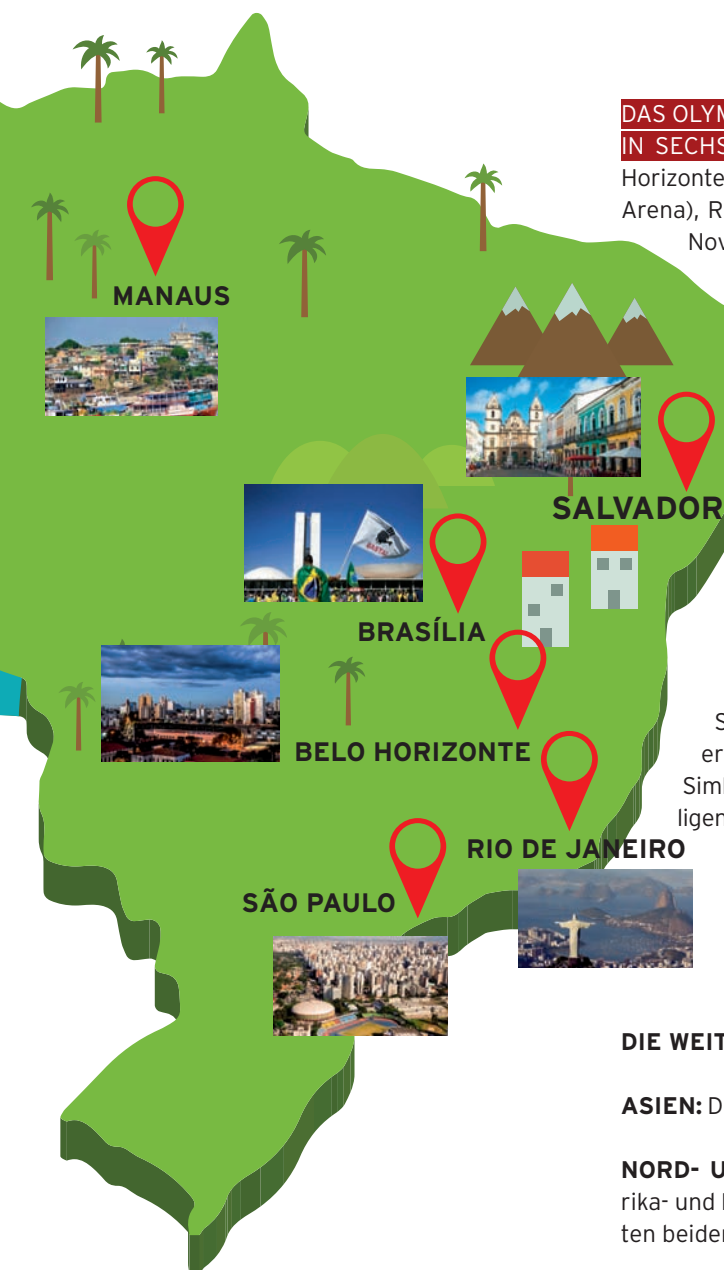 DAS OLYM
IN SECHS
Horizonte
Arena), R
Nov
MANAUS
SALVADOR
BRASÍLIA
BELO HORIZONTE
S
er
Siml
ligen
RIO DE JANEIRO
SÃO PAULO
DIE WEIT
ASIEN: D
NORD- U
rika- und
ten beider